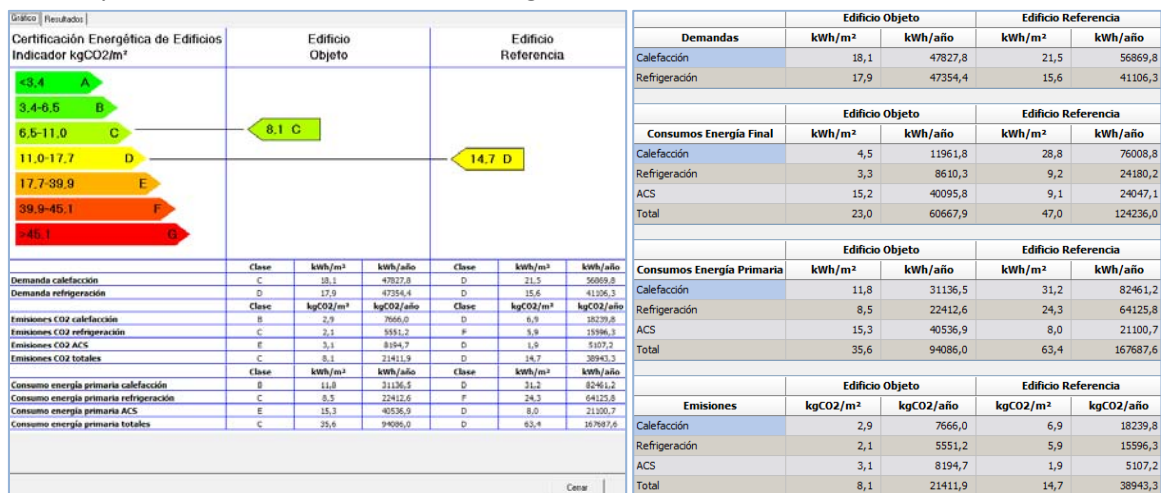 Gráfico Resultados
Certificación Energética de Edificios
Indicador kgCO2/m²
Edificio
Objeto
Edificio
Referencia
<3,4 A
3,4-6,5 B
6,5-11,0 C
11,0-17,7 D
17,7-39,9 E
39,9-45,1 F
>45,1 G
8,1 C
14,7 D
Clase kWh/m² kWh/año Clase kWh/m² kWh/año
Demanda calefacción C 18,1 47827,8 D 21,5 56869,8
Demanda refrigeración D 17,9 47354,4 D 15,6 41106,3
Clase kgCO2/m² kgCO2/año Clase kgCO2/m² kgCO2/año
Emisiones CO2 calefacción B 2,9 7666,0 D 6,9 18239,8
Emisiones CO2 refrigeración C 2,1 5551,2 F 5,9 15596,3
Emisiones CO2 ACS E 3,1 8194,7 D 1,9 5107,2
Emisiones CO2 totales C 8,1 21411,9 D 14,7 38943,3
Clase kWh/m² kWh/año Clase kWh/m² kWh/año
Consumo energía primaria calefacción B 11,8 31136,5 D 31,2 82461,2
Consumo energía primaria refrigeración C 8,5 22412,6 F 24,3 64125,8
Consumo energía primaria ACS E 15,3 40536,9 D 8,0 21100,7
Consumo energía primaria totales C 35,6 94086,0 D 63,4 167687,6
Cerrar
Edificio Objeto Edificio Referencia
Demandas kWh/m² kWh/año kWh/m² kWh/año
Calefacción 18,1 47827,8 21,5 56869,8
Refrigeración 17,9 47354,4 15,6 41106,3
Edificio Objeto Edificio Referencia
Consumos Energía Final kWh/m² kWh/año kWh/m² kWh/año
Calefacción 4,5 11961,8 28,8 76008,8
Refrigeración 3,3 8610,3 9,2 24180,2
ACS 15,2 40095,8 9,1 24047,1
Total 23,0 60667,9 47,0 124236,0
Edificio Objeto Edificio Referencia
Consumos Energía Primaria kWh/m² kWh/año kWh/m² kWh/año
Calefacción 11,8 31136,5 31,2 82461,2
Refrigeración 8,5 22412,6 24,3 64125,8
ACS 15,3 40536,9 8,0 21100,7
Total 35,6 94086,0 63,4 167687,6
Edificio Objeto Edificio Referencia
Emisiones kgCO2/m² kgCO2/año kgCO2/m² kgCO2/año
Calefacción 2,9 7666,0 6,9 18239,8
Refrigeración 2,1 5551,2 5,9 15596,3
ACS 3,1 8194,7 1,9 5107,2
Total 8,1 21411,9 14,7 38943,3